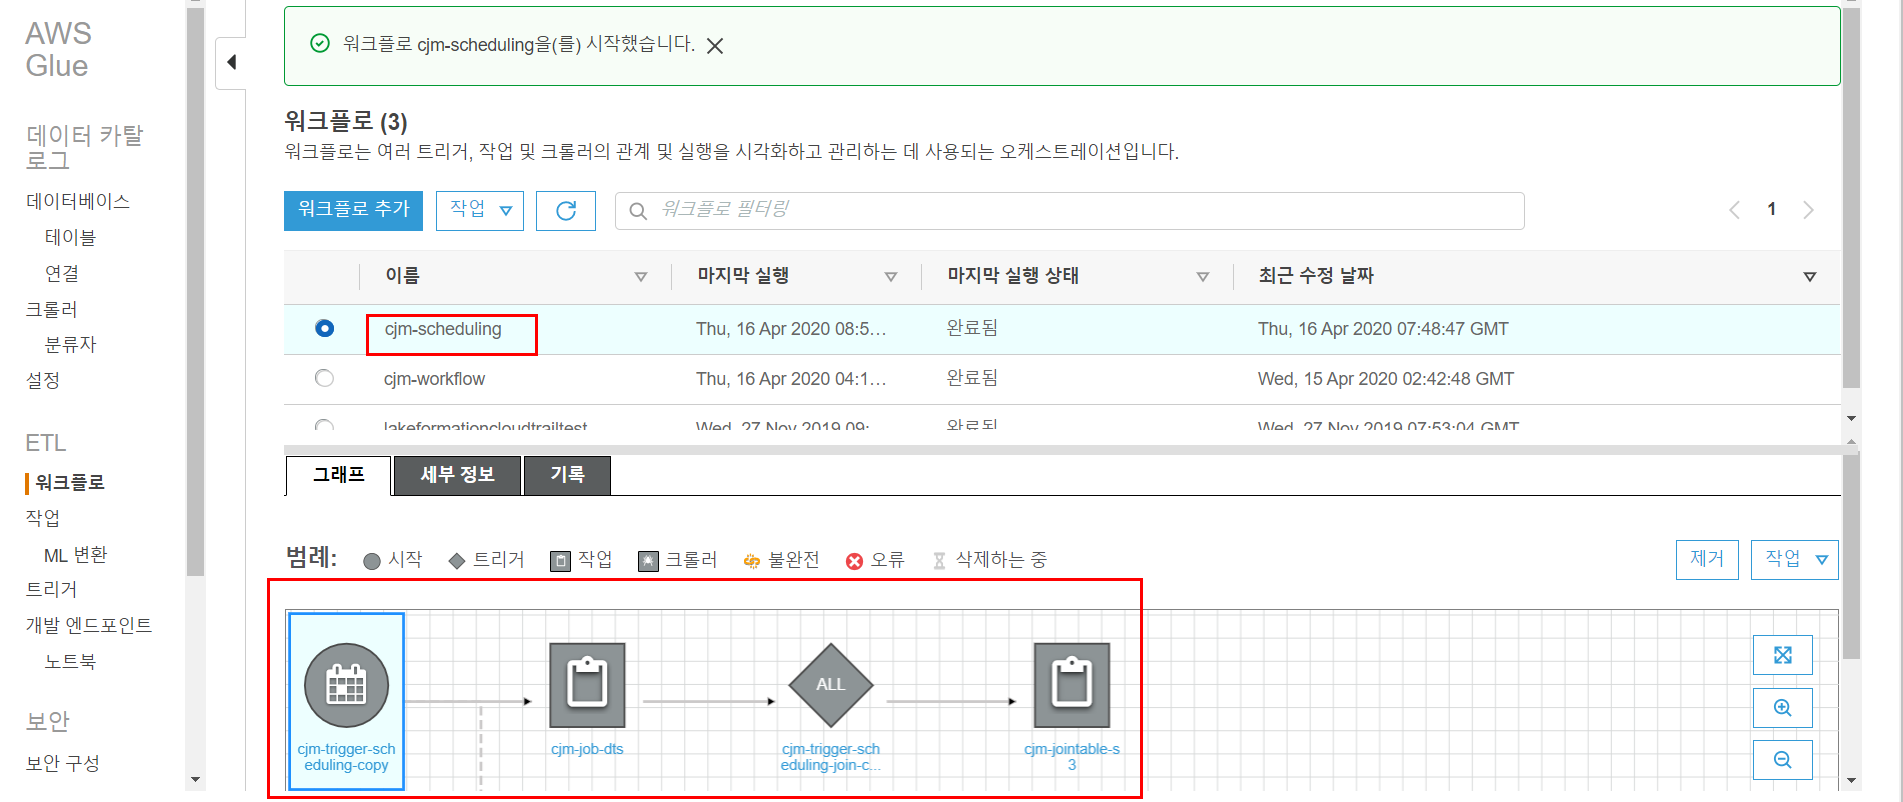 AWS
Glue
데이터 카탈
로그
데이터베이스
테이블
연결
크롤러
분류자
설정
ETL
워크플로
작업
ML 변환
트리거
개발 엔드포인트
노트북
보안
보안 구성
워크플로 cjm-scheduling을(를) 시작했습니다.
워크플로 (3)
워크플로는 여러 트리거, 작업 및 크롤러의 관계 및 실행을 시각화하고 관리하는 데 사용되는 오케스트레이션입니다.
워크플로 추가 작업 워크플로 필터링 1
이름 마지막 실행 마지막 실행 상태 최근 수정 날짜
cjm-scheduling Thu, 16 Apr 2020 08:5... 완료됨 Thu, 16 Apr 2020 07:48:47 GMT
cjm-workflow Thu, 16 Apr 2020 04:1... 완료됨 Wed, 15 Apr 2020 02:42:48 GMT
lakeformationcloudtrailtest Wed, 27 Nov 2019 09: 완료됨 Wed, 27 Nov 2019 07:53:04 GMT
그래프 세부 정보 기록
범례: 시작 트리거 작업 크롤러 불완전 오류 삭제하는 중 제거 작업
ALL
cjm-trigger-sch
eduling-copy
cjm-job-dts
cjm-trigger-sch
eduling-join-c...
cjm-jointable-s
3